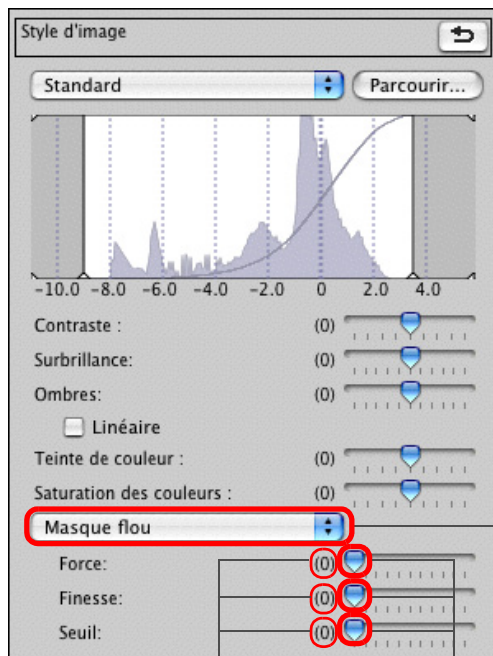 Style d'image
Standard Parcourir...
-10.0 -8.0 -6.0 -4.0 -2.0 0 2.0 4.0
Contraste : (0)
Surbrillance: (0)
Ombres: (0)
Linéaire
Teinte de couleur : (0)
Saturation des couleurs : (0)
Masque flou
Force: (0)
Finesse: (0)
Seuil: (0)